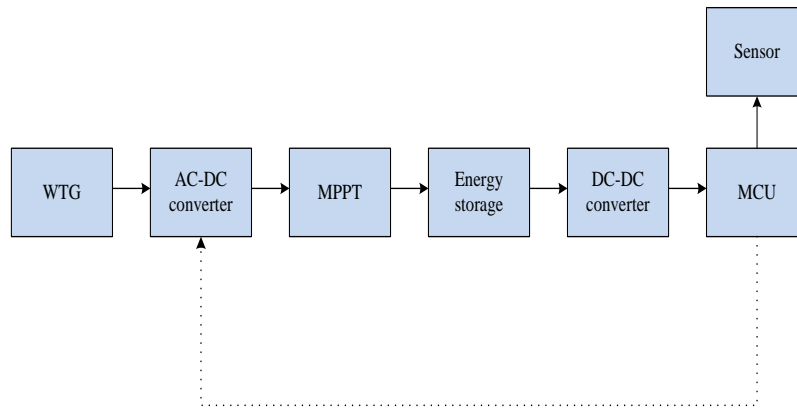 Sensor
WTG
AC-DC
converter
MPPT
Energy
storage
DC-DC
converter
MCU